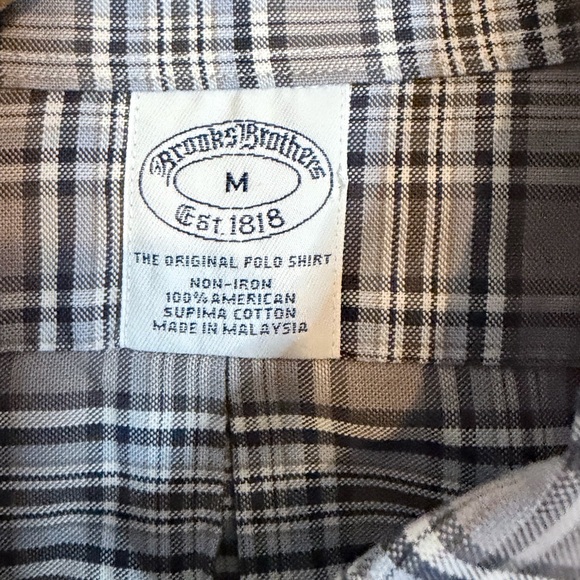 Brooks Brothers
M
Est. 1818
THE ORIGINAL POLO SHIRT
NON-IRON
100% AMERICAN
SUPIMA COTTON
MADE IN MALAYSIA